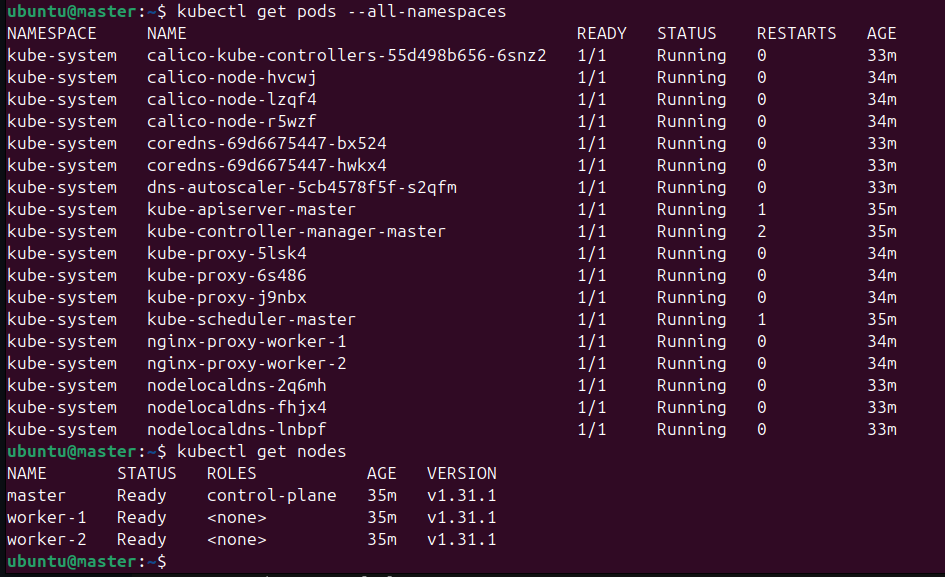 ubuntu@master:~$ kubectl get pods --all-namespaces
NAMESPACE     NAME                                       READY   STATUS    RESTARTS   AGE
kube-system   calico-kube-controllers-55d498b656-6snz2   1/1     Running   0          33m
kube-system   calico-node-hvcwj                          1/1     Running   0          34m
kube-system   calico-node-lzqf4                          1/1     Running   0          34m
kube-system   calico-node-r5wzf                          1/1     Running   0          34m
kube-system   coredns-69d6675447-bx524                   1/1     Running   0          33m
kube-system   coredns-69d6675447-hwkx4                   1/1     Running   0          33m
kube-system   dns-autoscaler-5cb4578f5f-s2qfm            1/1     Running   0          33m
kube-system   kube-apiserver-master                      1/1     Running   1          35m
kube-system   kube-controller-manager-master             1/1     Running   2          35m
kube-system   kube-proxy-5lsk4                           1/1     Running   0          34m
kube-system   kube-proxy-6s486                           1/1     Running   0          34m
kube-system   kube-proxy-j9nbx                           1/1     Running   0          34m
kube-system   kube-scheduler-master                      1/1     Running   1          35m
kube-system   nginx-proxy-worker-1                       1/1     Running   0          34m
kube-system   nginx-proxy-worker-2                       1/1     Running   0          34m
kube-system   nodelocaldns-2q6mh                         1/1     Running   0          33m
kube-system   nodelocaldns-fhjx4                         1/1     Running   0          33m
kube-system   nodelocaldns-lnbpf                         1/1     Running   0          33m
ubuntu@master:~$ kubectl get nodes
NAME       STATUS   ROLES           AGE   VERSION
master     Ready    control-plane   35m   v1.31.1
worker-1   Ready    <none>          35m   v1.31.1
worker-2   Ready    <none>          35m   v1.31.1
ubuntu@master:~$